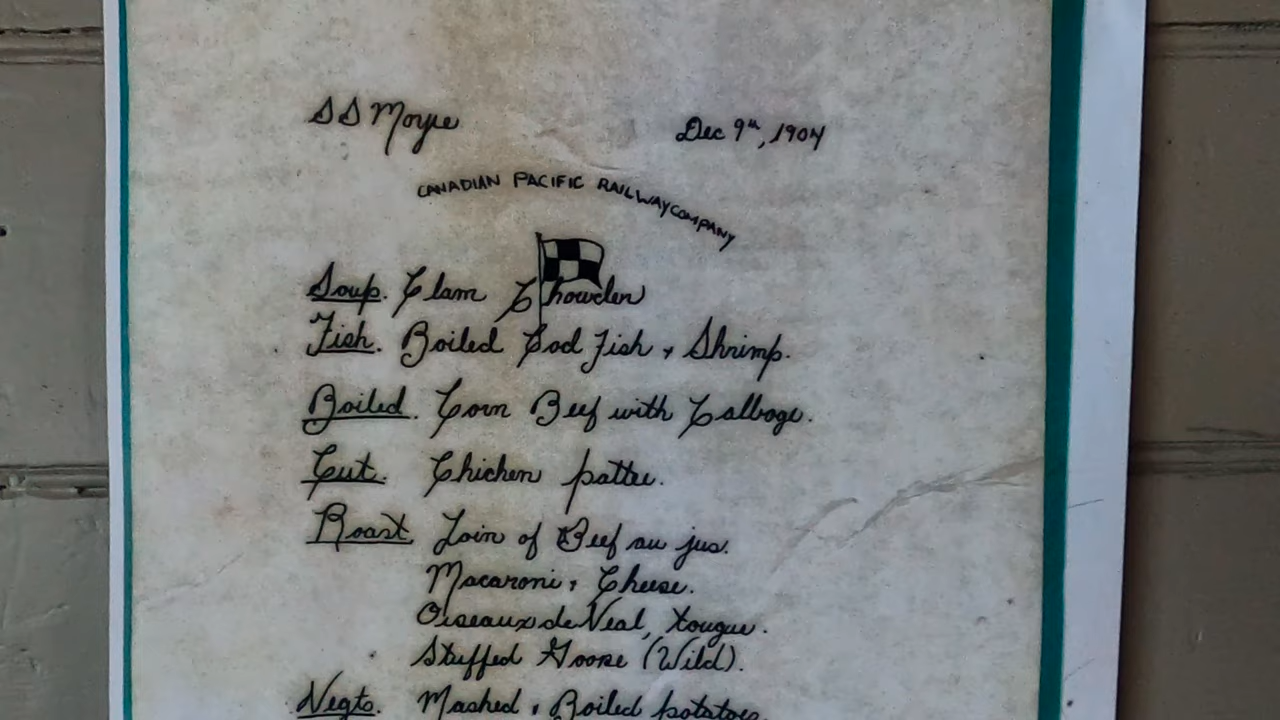 SS Moyie
Dec 9th, 1904
CANADIAN PACIFIC RAILWAY COMPANY
Soup. Clam Chowder
Fish. Boiled Cod Fish & Shrimp.
Boiled. Corn Beef with Cabbage.
Cut. Chicken pattee.
Roast. Loin of Beef au jus.
Macaroni & Cheese.
Oiseaux de Veal, tongue.
Stuffed Goose (Wild).
Vegts. Mashed & Boiled potatoes.